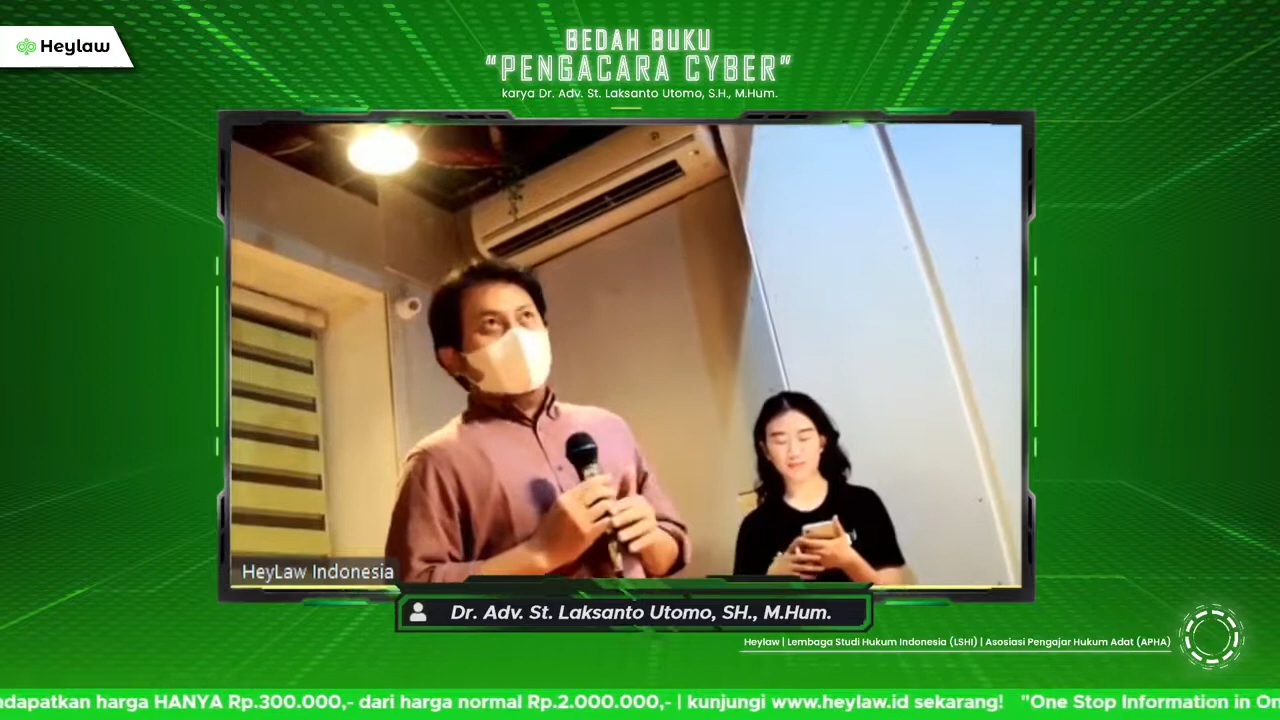 Heylaw
BEDAH BUKU
"PENGACARA CYBER"
karya Dr. Adv. St. Laksanto Utomo, S.H., M.Hum.
HeyLaw Indonesia
Dr. Adv. St. Laksanto Utomo, SH., M.Hum.
Heylaw | Lembaga Studi Hukum Indonesia (LSHI) | Asosiasi Pengajar Hukum Adat (APHA)
ndapatkan harga HANYA Rp.300.000,- dari harga normal Rp.2.000.000,- | kunjungi www.heylaw.id sekarang! "One Stop Information in On